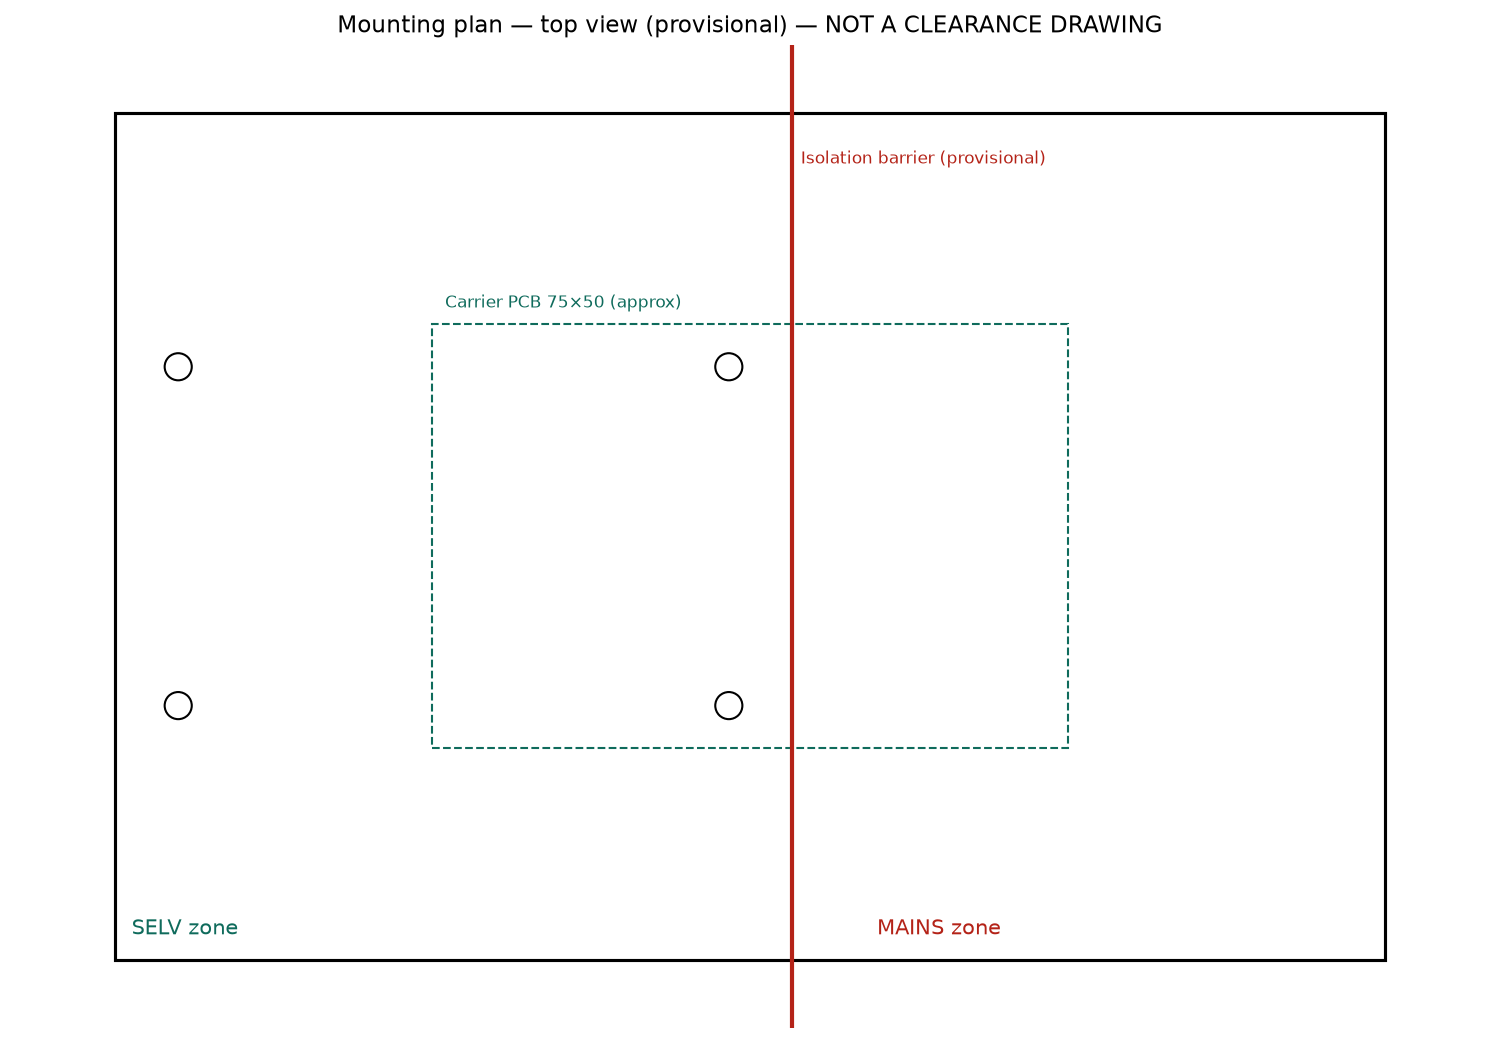 Mounting plan — top view (provisional) — NOT A CLEARANCE DRAWING
Isolation barrier (provisional)
Carrier PCB 75×50 (approx)
SELV zone
MAINS zone